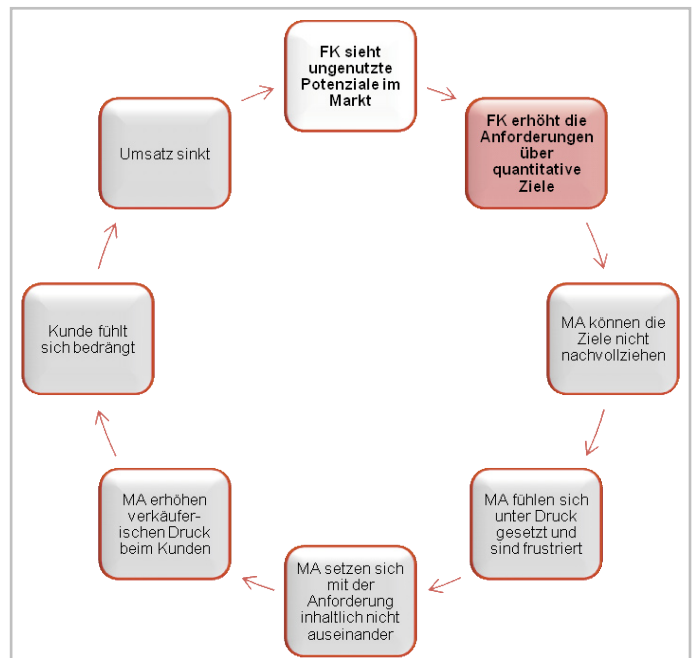 FK sieht
ungenutzte
Potenziale im
Markt
FK erhöht die
Anforderungen
über
quantitative
Ziele
MA können die
Ziele nicht
nachvollziehen
MA fühlen sich
unter Druck
gesetzt und
sind frustriert
MA setzen sich
mit der
Anforderung
inhaltlich nicht
auseinander
MA erhöhen
verkäufer-
ischen Druck
beim Kunden
Kunde fühlt
sich bedrängt
Umsatz sinkt